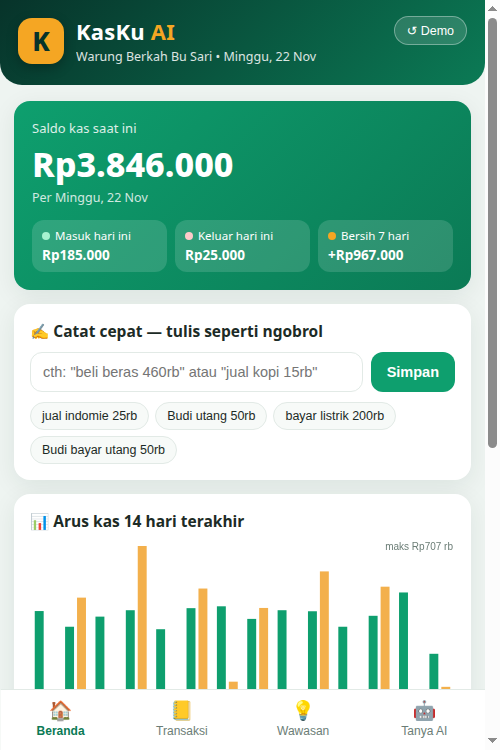 K
KasKu AI
Warung Berkah Bu Sari • Minggu, 22 Nov
↺ Demo
Saldo kas saat ini
Rp3.846.000
Per Minggu, 22 Nov
Masuk hari ini
Rp185.000
Keluar hari ini
Rp25.000
Bersih 7 hari
+Rp967.000
✍️ Catat cepat — tulis seperti ngobrol
cth: "beli beras 460rb" atau "jual kopi 15rb"
Simpan
jual indomie 25rb
Budi utang 50rb
bayar listrik 200rb
Budi bayar utang 50rb
📊 Arus kas 14 hari terakhir
maks Rp707 rb
Beranda
Transaksi
Wawasan
Tanya AI